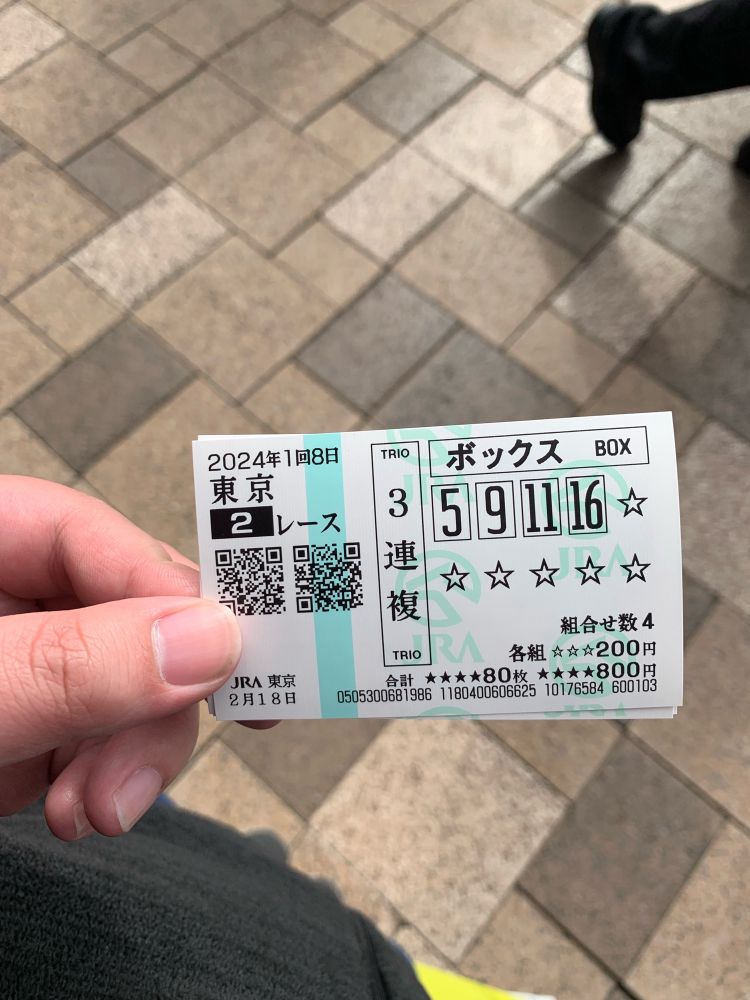 2024年1回8日
東京
2レース
JRA 東京
2月18日
TRIO
3連複
TRIO
ボックス BOX
5 9 11 16 ☆
☆ ☆ ☆ ☆ ☆
組合せ数4
各組 ☆☆☆200円
合計 ★★★★80枚 ★★★★800円
0505300681986 1180400606625 10176584 600103
JRA
JRA
JRA